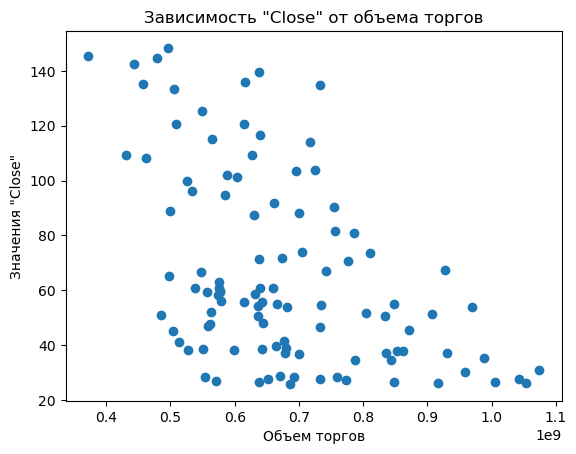 Зависимость "Close" от объема торгов
Значения "Close"
140
120
100
80
60
40
20
0.4 0.5 0.6 0.7 0.8 0.9 1.0 1.1
1e9
Объем торгов